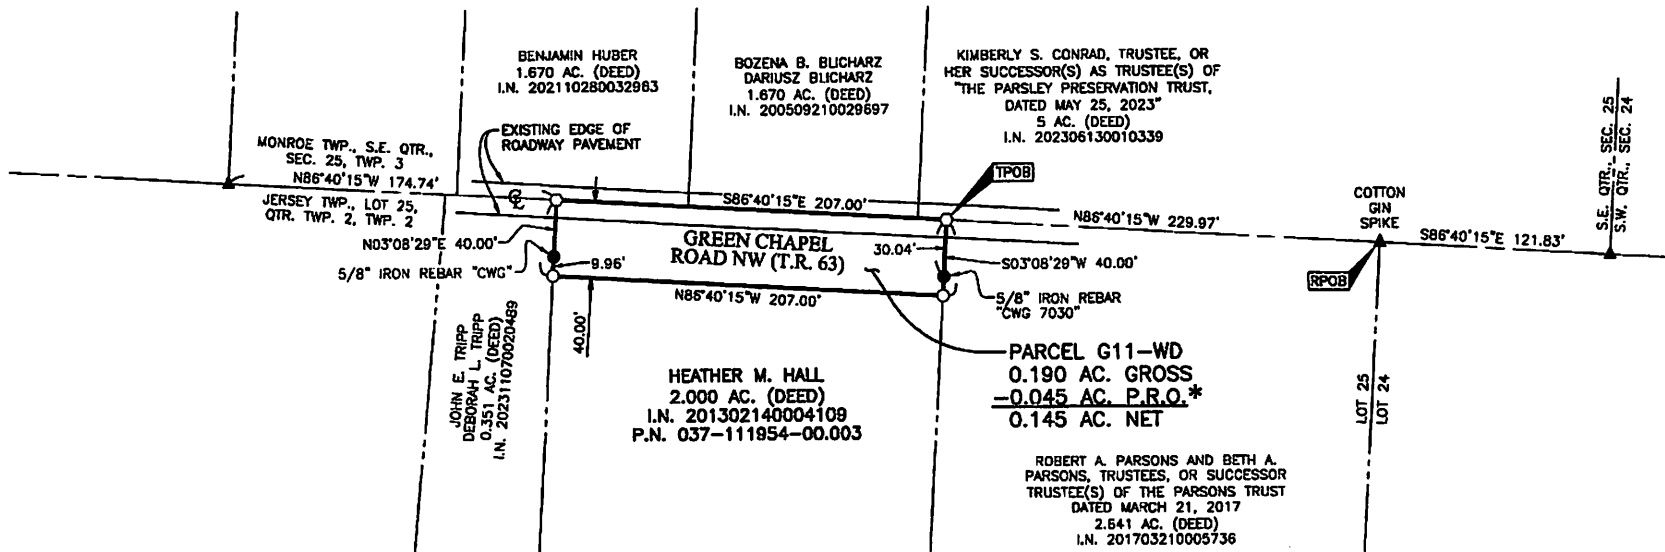 BENJAMIN HUBER
1.670 AC. (DEED)
I.N. 202110280032983
BOZENA B. BLICHARZ
DARIUSZ BLICHARZ
1.670 AC. (DEED)
I.N. 200509210029697
KIMBERLY S. CONRAD, TRUSTEE, OR
HER SUCCESSOR(S) AS TRUSTEE(S) OF
"THE PARSLEY PRESERVATION TRUST,
DATED MAY 25, 2023"
5 AC. (DEED)
I.N. 202306130010339
S.E. QTR., SEC. 25
S.W. QTR., SEC. 24
EXISTING EDGE OF
ROADWAY PAVEMENT
MONROE TWP., S.E. QTR.,
SEC. 25, TWP. 3
N86°40'15"W 174.74'
JERSEY TWP., LOT 25,
QTR. TWP. 2, TWP. 2
℄
TPOB
S86°40'15"E 207.00'
N86°40'15"W 229.97'
COTTON
GIN
SPIKE
S86°40'15"E 121.83'
RPOB
N03°08'29"E 40.00'
GREEN CHAPEL
ROAD NW (T.R. 63)
30.04'
S03°08'29"W 40.00'
5/8" IRON REBAR "CWG"
9.96'
N86°40'15"W 207.00'
5/8" IRON REBAR
"CWG 7030"
40.00'
JOHN E. TRIPP
DEBORAH L. TRIPP
0.351 AC. (DEED)
I.N. 202311070020489
HEATHER M. HALL
2.000 AC. (DEED)
I.N. 201302140004109
P.N. 037-111954-00.003
PARCEL G11-WD
0.190 AC. GROSS
-0.045 AC. P.R.O.*
0.145 AC. NET
LOT 25
LOT 24
ROBERT A. PARSONS AND BETH A.
PARSONS, TRUSTEES, OR SUCCESSOR
TRUSTEE(S) OF THE PARSONS TRUST
DATED MARCH 21, 2017
2.641 AC. (DEED)
I.N. 201703210005736